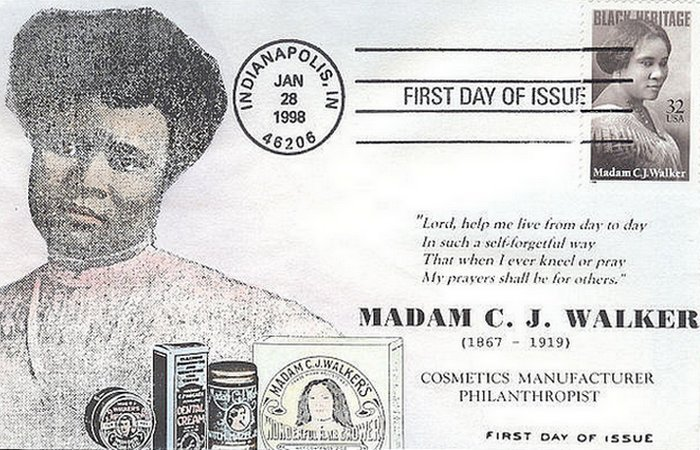 BLACK HERITAGE
32
USA
Madam C.J. Walker
INDIANAPOLIS, IN
JAN
28
1998
46206
FIRST DAY OF ISSUE
"Lord, help me live from day to day
In such a self-forgetful way
That when I ever kneel or pray
My prayers shall be for others."
MADAM C. J. WALKER
(1867 - 1919)
COSMETICS MANUFACTURER
PHILANTHROPIST
FIRST DAY OF ISSUE
DENTAL
CREAM
MADAM C.J. WALKER'S
WONDERFUL HAIR GROWER